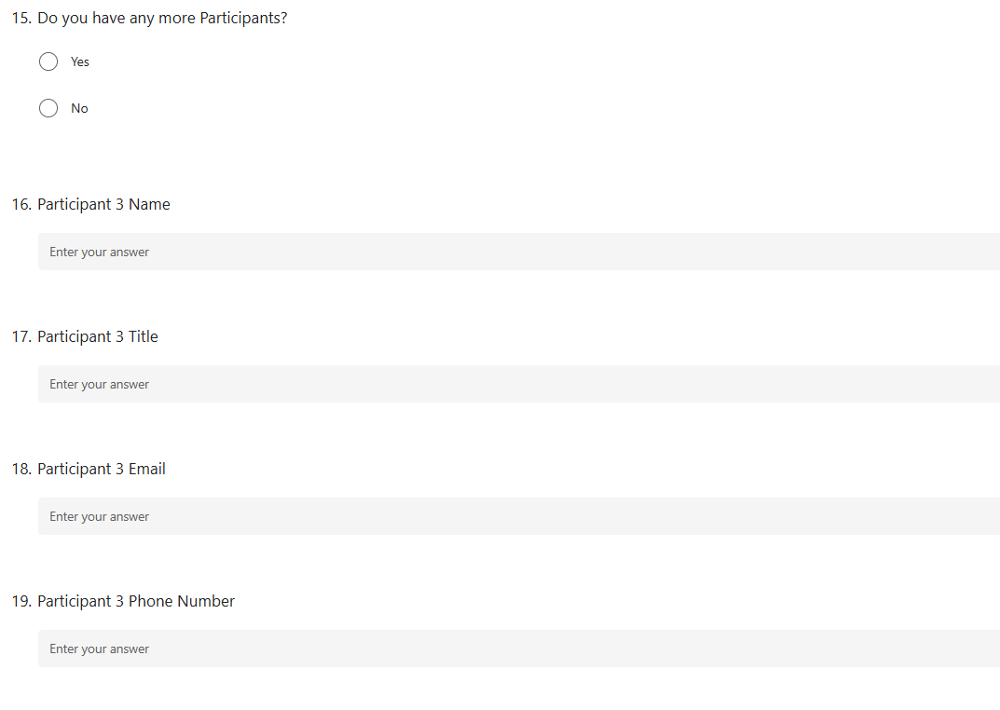 15. Do you have any more Participants?
Yes
No
16. Participant 3 Name
Enter your answer
17. Participant 3 Title
Enter your answer
18. Participant 3 Email
Enter your answer
19. Participant 3 Phone Number
Enter your answer